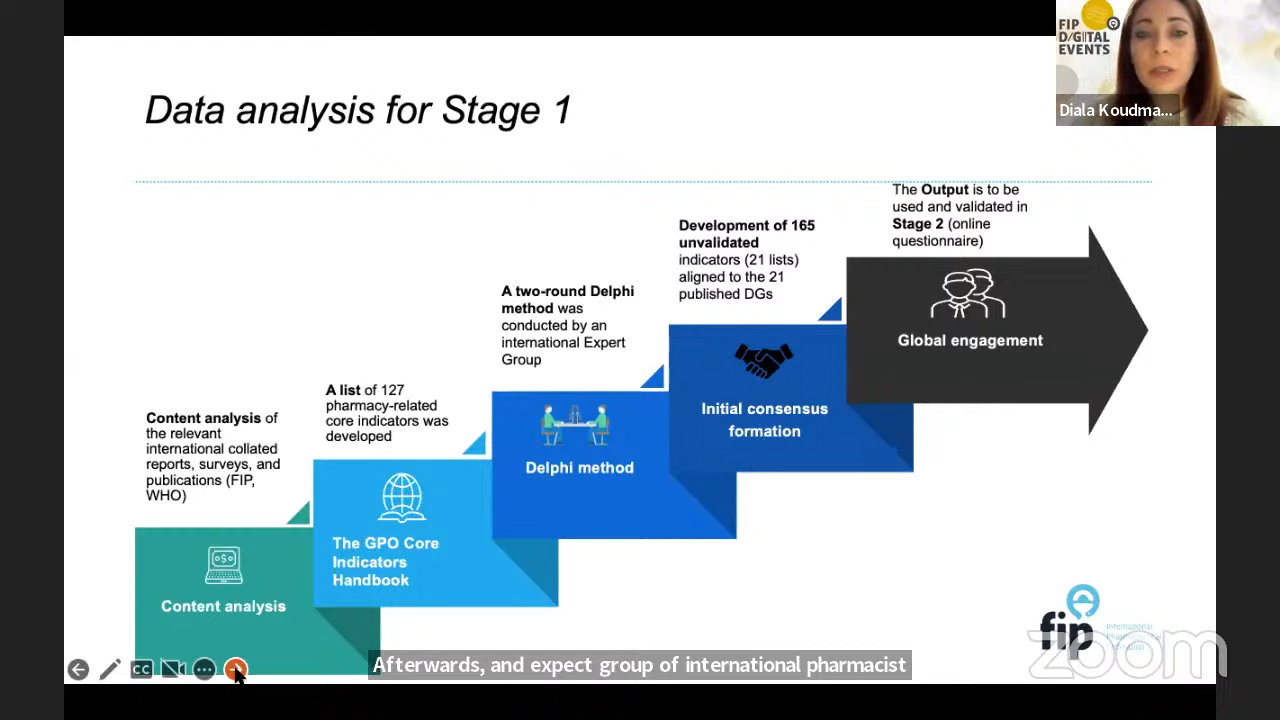 FIP
D/GITAL
EVENTS
Diala Koudma...
Data analysis for Stage 1
The Output is to be
used and validated in
Stage 2 (online
questionnaire)
Development of 165
unvalidated
indicators (21 lists)
aligned to the 21
published DGs
A two-round Delphi
method was
conducted by an
international Expert
Group
A list of 127
pharmacy-related
core indicators was
developed
Content analysis of
the relevant
international collated
reports, surveys, and
publications (FIP,
WHO)
Global engagement
Initial consensus
formation
Delphi method
The GPO Core
Indicators
Handbook
Content analysis
fip
International
zoom
CC
Afterwards, and expect group of international pharmacist